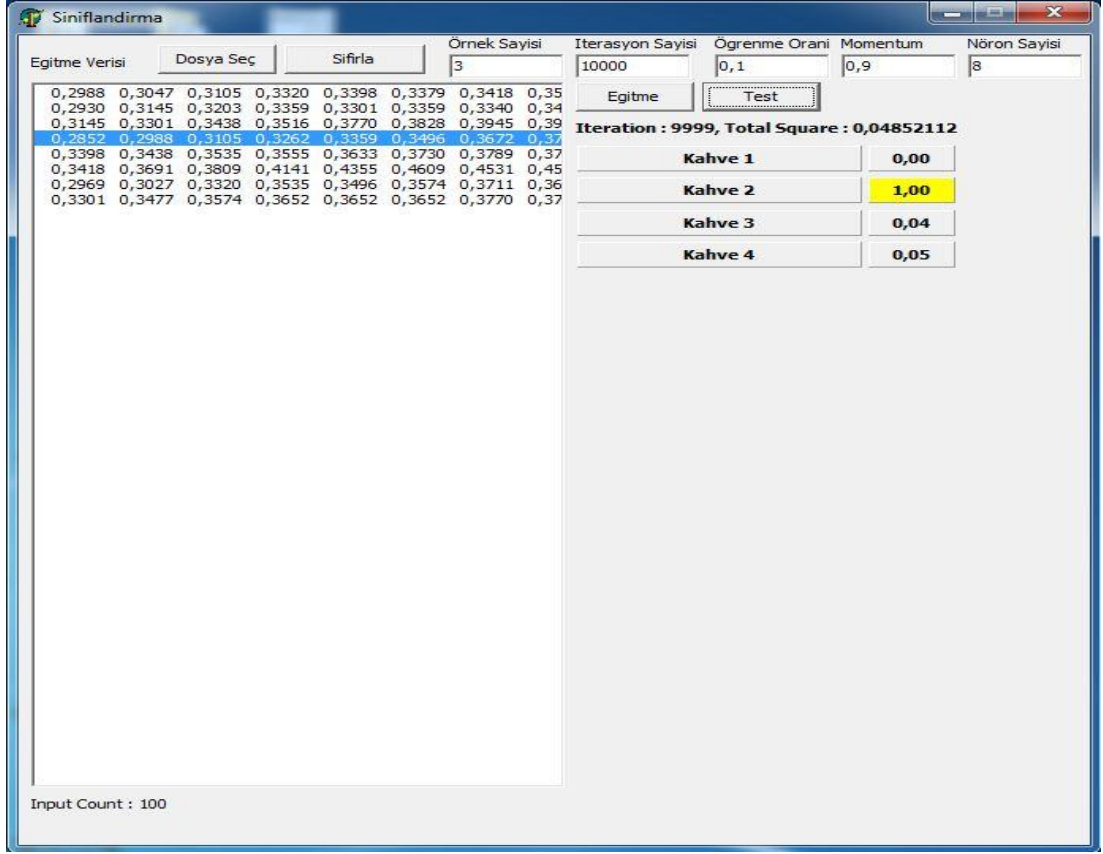 Siniflandirma
Egitme Verisi
Dosya Seç
Sifirla
Örnek Sayisi
3
Iterasyon Sayisi
10000
Ögrenme Orani
0,1
Momentum
0,9
Nöron Sayisi
8
Egitme
Test
0,2988 0,3047 0,3105 0,3320 0,3398 0,3379 0,3418 0,35
0,2930 0,3145 0,3203 0,3359 0,3301 0,3359 0,3340 0,34
0,3145 0,3301 0,3438 0,3516 0,3770 0,3828 0,3945 0,39
0,2852 0,2988 0,3105 0,3262 0,3359 0,3496 0,3672 0,37
0,3398 0,3438 0,3535 0,3555 0,3633 0,3730 0,3789 0,37
0,3418 0,3691 0,3809 0,4141 0,4355 0,4609 0,4531 0,45
0,2969 0,3027 0,3320 0,3535 0,3496 0,3574 0,3711 0,36
0,3301 0,3477 0,3574 0,3652 0,3652 0,3652 0,3770 0,37
Iteration : 9999, Total Square : 0,04852112
Kahve 1 0,00
Kahve 2 1,00
Kahve 3 0,04
Kahve 4 0,05
Input Count : 100